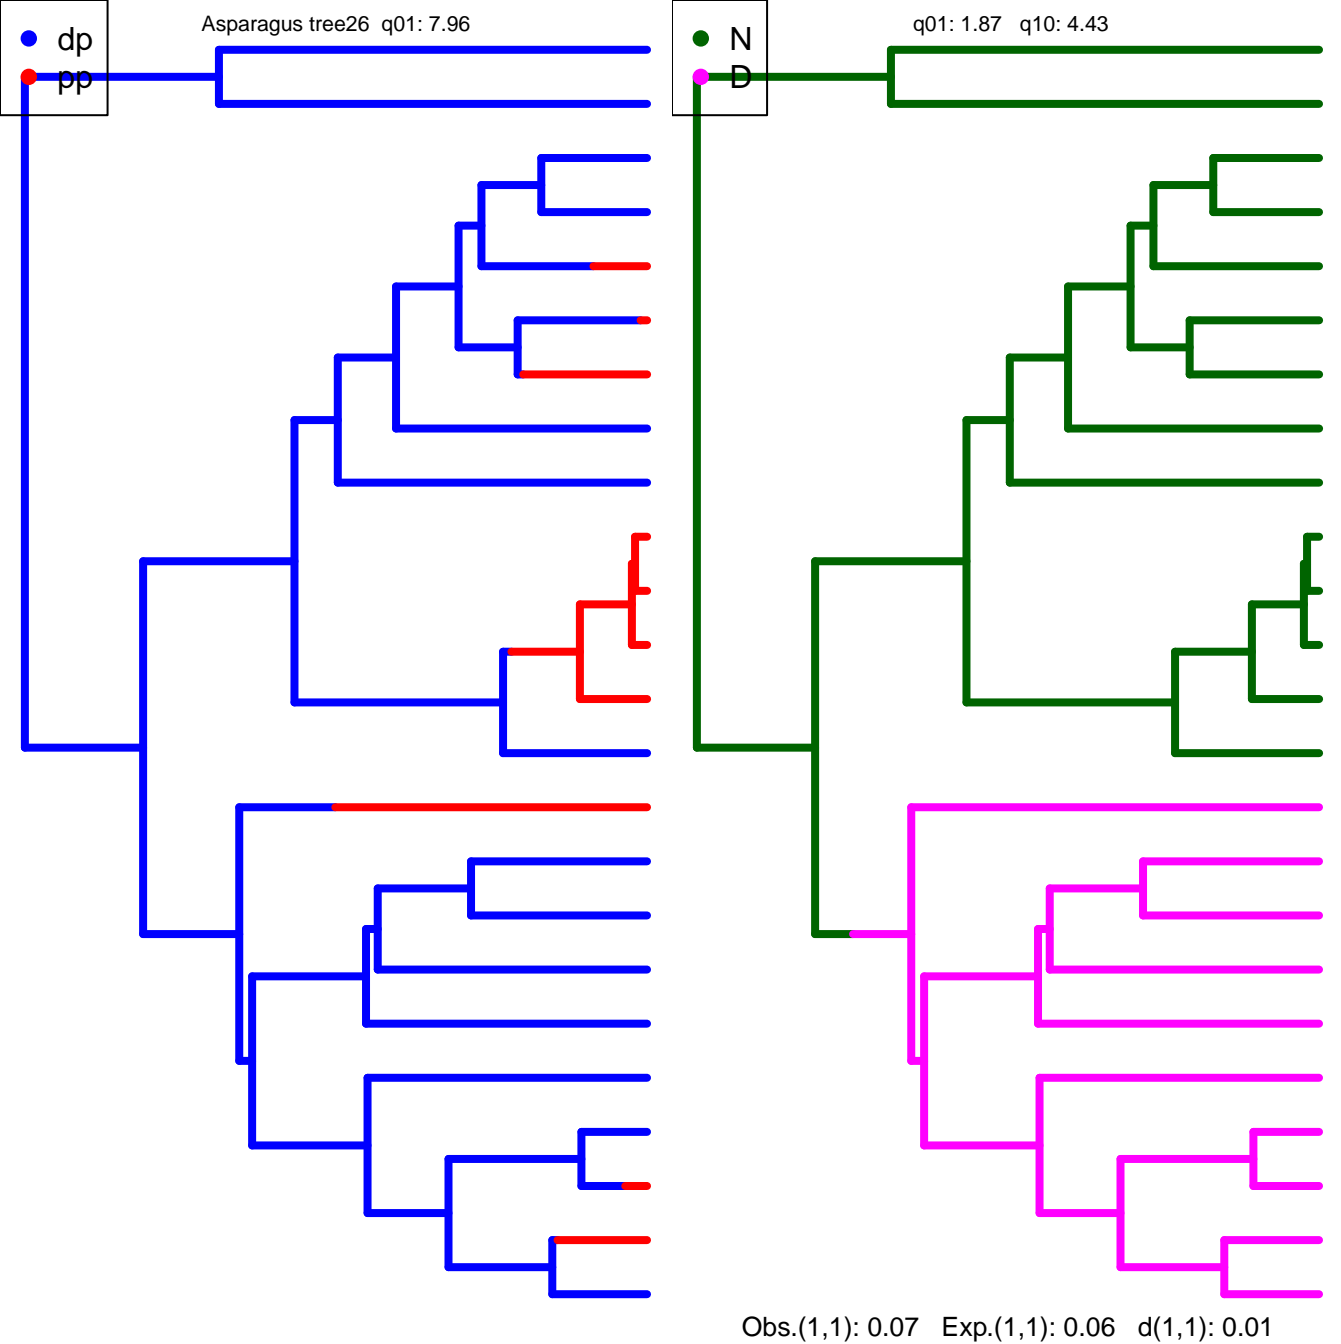 Asparagus tree26  q01: 7.96
dp
pp
q01: 1.87   q10: 4.43
N
D
Obs.(1,1): 0.07   Exp.(1,1): 0.06   d(1,1): 0.01